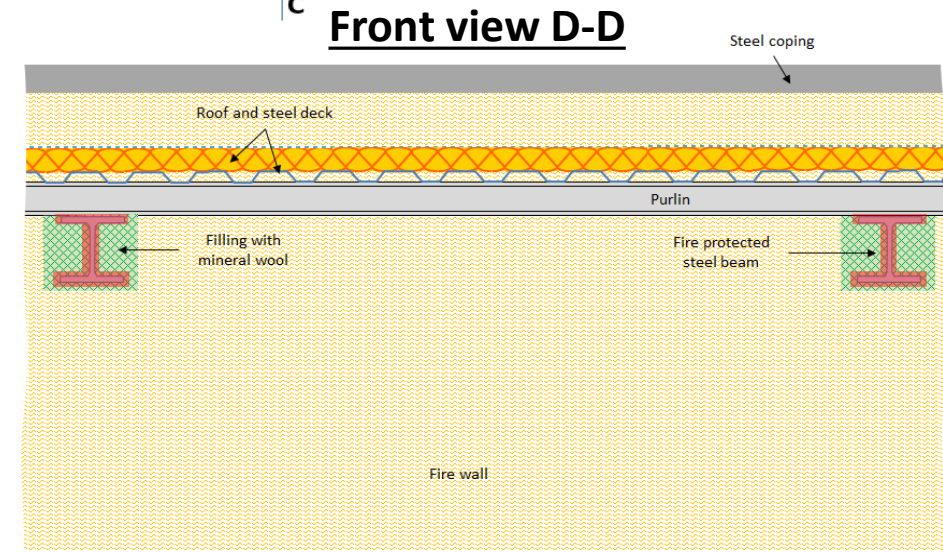 C
Front view D-D
Steel coping
Roof and steel deck
Purlin
Filling with
mineral wool
Fire protected
steel beam
Fire wall